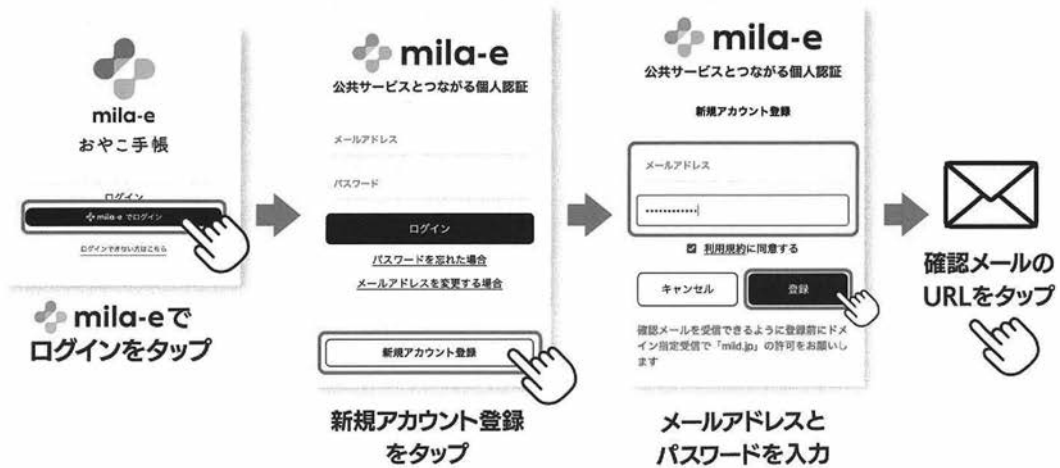 mila-e
おやこ手帳
ログイン
mila-e でログイン
ログインできない方はこちら
mila-eで
ログインをタップ
mila-e
公共サービスとつながる個人認証
メールアドレス
パスワード
ログイン
パスワードを忘れた場合
メールアドレスを変更する場合
新規アカウント登録
新規アカウント登録
をタップ
mila-e
公共サービスとつながる個人認証
新規アカウント登録
メールアドレス
••••••••••••
利用規約に同意する
キャンセル
登録
確認メールを受信できるように登録前にドメ
イン指定受信で「miid.jp」の許可をお願いし
ます
メールアドレスと
パスワードを入力
確認メールの
URLをタップ